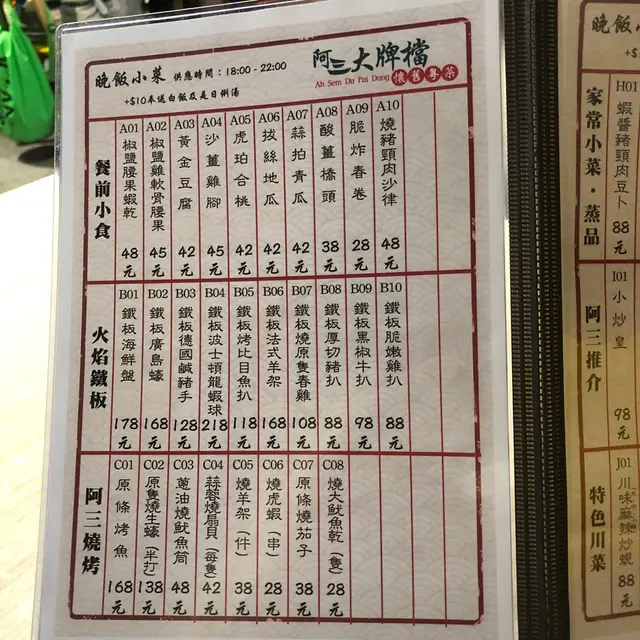 晚飯小菜 供應時間：18:00 - 22:00
+$10本送白飯及是日例湯
阿三大牌檔
Ah Sem Da Pai Dang
懷舊粵菜
餐前小食
A01 椒鹽腰果蝦乾 48元
A02 椒鹽雞軟骨腰果 45元
A03 黃金豆腐 42元
A04 沙薑雞腳 45元
A05 虎珀合桃 42元
A06 拔絲地瓜 42元
A07 蒜拍青瓜 42元
A08 酸薑橋頭 38元
A09 脆炸春卷 28元
A10 燒豬頸肉沙律 48元
火焰鐵板
B01 鐵板海鮮盤 178元
B02 鐵板廣島蠔 168元
B03 鐵板德國鹹豬手 128元
B04 鐵板波士頓龍蝦球 218元
B05 鐵板烤比目魚扒 118元
B06 鐵板法式羊架 168元
B07 鐵板燒原隻春雞 108元
B08 鐵板厚切豬扒 88元
B09 鐵板黑椒牛扒 98元
B10 鐵板脆嫩雞扒 88元
阿三燒烤
C01 原條烤魚 168元
C02 原隻燒生蠔（半打） 138元
C03 蔥油燒魷魚筒 48元
C04 蒜蓉燒扇貝（每隻） 42元
C05 燒羊架（件） 38元
C06 燒虎蝦（串） 28元
C07 原條燒茄子 38元
C08 燒大魷魚乾（隻） 28元
晚飯小
+$1
家常小菜·蒸品
H01 蝦醬豬頸肉豆卜 88元
阿三推介
I01 小炒皇 98元
特色川菜
J01 川味麻辣炒蜆 88元